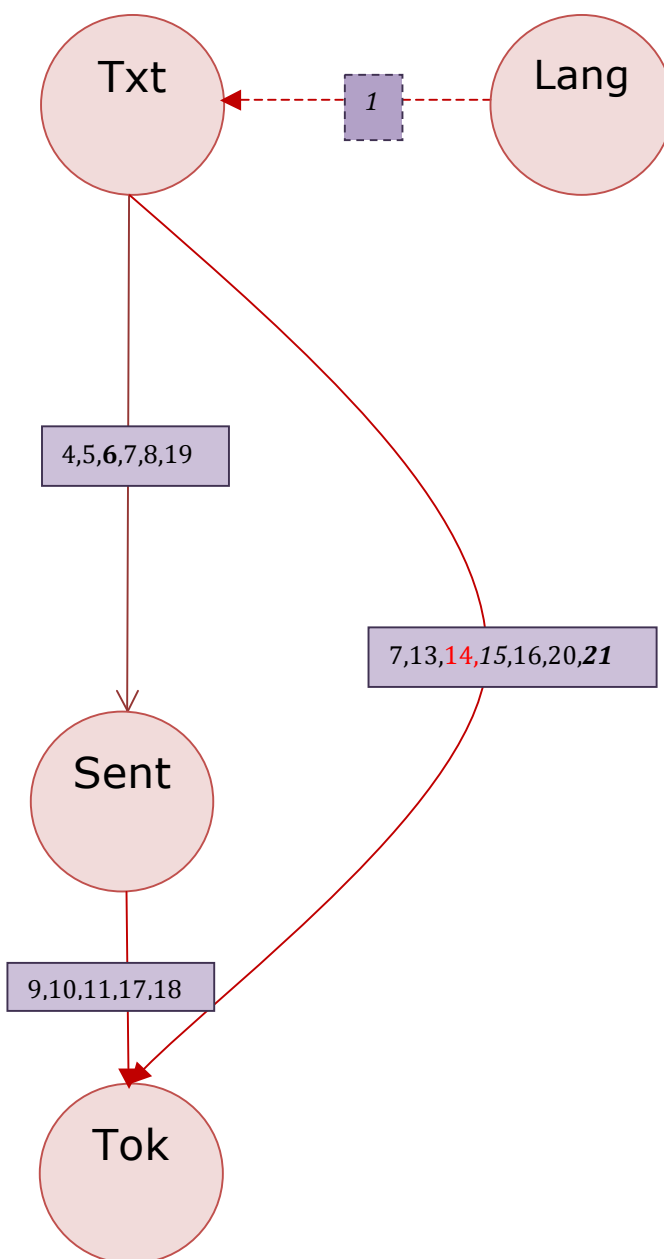 Txt
Lang
1
4,5,6,7,8,19
7,13,14,15,16,20,21
Sent
9,10,11,17,18
Tok